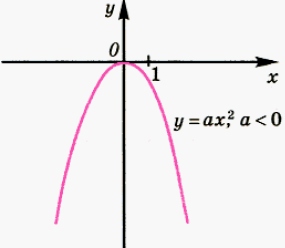 y
0
1
x
y = ax², a < 0